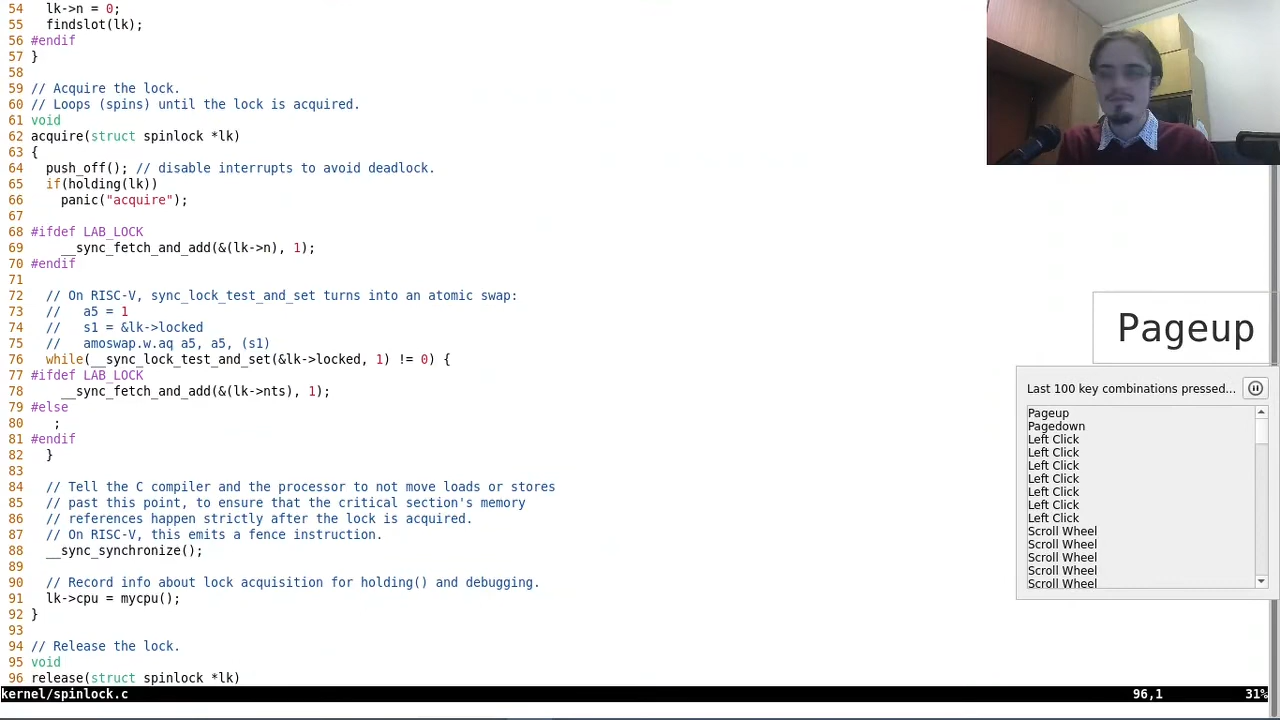 54   lk->n = 0;
55   findslot(lk);
56 #endif
57 }
58
59 // Acquire the lock.
60 // Loops (spins) until the lock is acquired.
61 void
62 acquire(struct spinlock *lk)
63 {
64   push_off(); // disable interrupts to avoid deadlock.
65   if(holding(lk))
66     panic("acquire");
67
68 #ifdef LAB_LOCK
69     __sync_fetch_and_add(&(lk->n), 1);
70 #endif
71
72   // On RISC-V, sync_lock_test_and_set turns into an atomic swap:
73   //   a5 = 1
74   //   s1 = &lk->locked
75   //   amoswap.w.aq a5, a5, (s1)
76   while(__sync_lock_test_and_set(&lk->locked, 1) != 0) {
77 #ifdef LAB_LOCK
78     __sync_fetch_and_add(&(lk->nts), 1);
79 #else
80    ;
81 #endif
82   }
83
84   // Tell the C compiler and the processor to not move loads or stores
85   // past this point, to ensure that the critical section's memory
86   // references happen strictly after the lock is acquired.
87   // On RISC-V, this emits a fence instruction.
88   __sync_synchronize();
89
90   // Record info about lock acquisition for holding() and debugging.
91   lk->cpu = mycpu();
92 }
93
94 // Release the lock.
95 void
96 release(struct spinlock *lk)
kernel/spinlock.c 96,1 31%
Pageup
Last 100 key combinations pressed...
Pageup
Pagedown
Left Click
Left Click
Left Click
Left Click
Left Click
Left Click
Left Click
Scroll Wheel
Scroll Wheel
Scroll Wheel
Scroll Wheel
Scroll Wheel